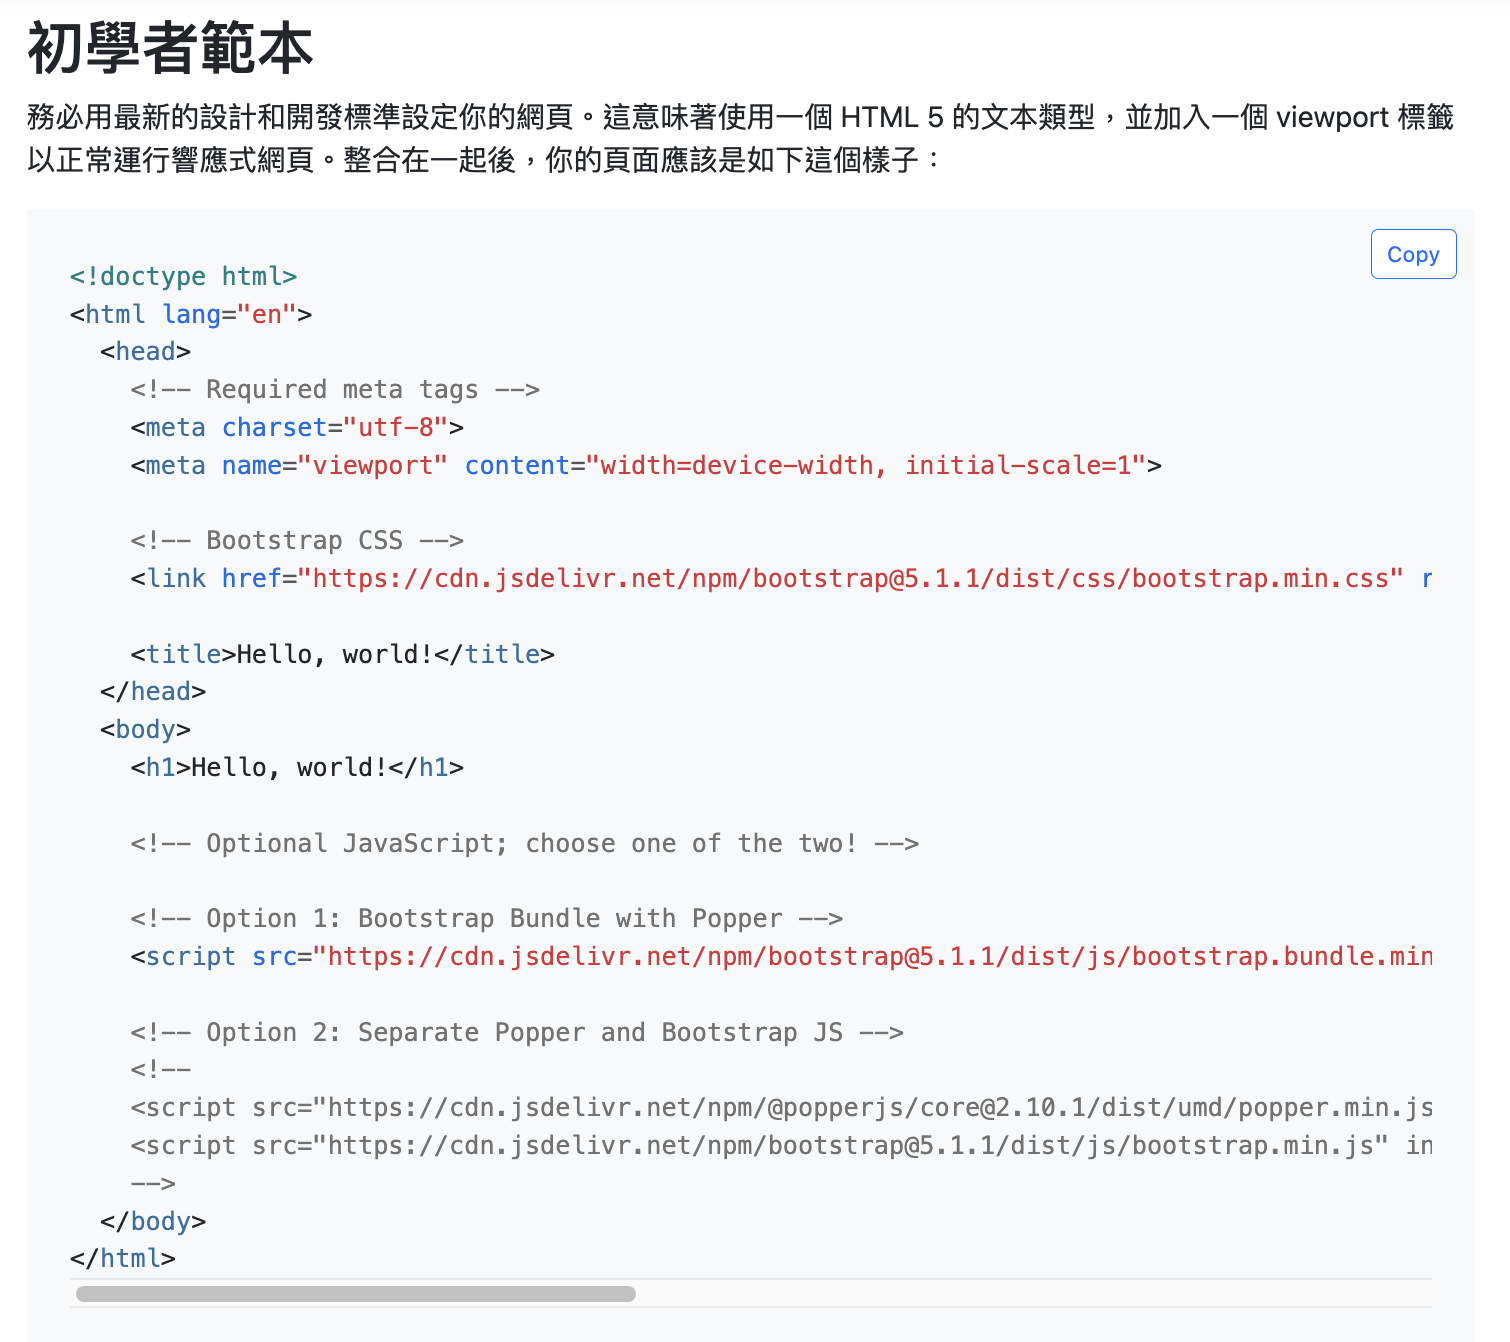 初學者範本
務必用最新的設計和開發標準設定你的網頁。這意味著使用一個 HTML 5 的文本類型，並加入一個 viewport 標籤
以正常運行響應式網頁。整合在一起後，你的頁面應該是如下這個樣子：
Copy
<!doctype html>
<html lang="en">
  <head>
    <!-- Required meta tags -->
    <meta charset="utf-8">
    <meta name="viewport" content="width=device-width, initial-scale=1">
    <!-- Bootstrap CSS -->
    <link href="https://cdn.jsdelivr.net/npm/bootstrap@5.1.1/dist/css/bootstrap.min.css" r
    <title>Hello, world!</title>
  </head>
  <body>
    <h1>Hello, world!</h1>
    <!-- Optional JavaScript; choose one of the two! -->
    <!-- Option 1: Bootstrap Bundle with Popper -->
    <script src="https://cdn.jsdelivr.net/npm/bootstrap@5.1.1/dist/js/bootstrap.bundle.min
    <!-- Option 2: Separate Popper and Bootstrap JS -->
    <!--
    <script src="https://cdn.jsdelivr.net/npm/@popperjs/core@2.10.1/dist/umd/popper.min.js
    <script src="https://cdn.jsdelivr.net/npm/bootstrap@5.1.1/dist/js/bootstrap.min.js" in
    -->
  </body>
</html>